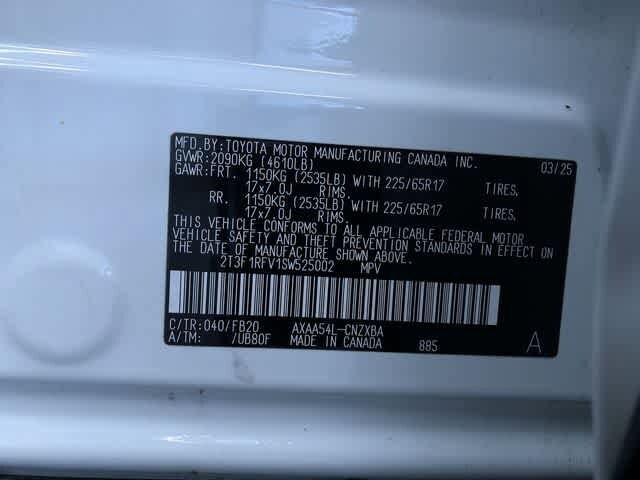 MFD.BY:TOYOTA MOTOR MANUFACTURING CANADA INC. 03/25
GVWR:2090KG (4610LB)
GAWR:FRT. 1150KG (2535LB) WITH 225/65R17 TIRES,
17x7.0J RIMS.
RR. 1150KG (2535LB) WITH 225/65R17 TIRES,
17x7.0J RIMS.
THIS VEHICLE CONFORMS TO ALL APPLICABLE FEDERAL MOTOR
VEHICLE SAFETY AND THEFT PREVENTION STANDARDS IN EFFECT ON
THE DATE OF MANUFACTURE SHOWN ABOVE.
2T3F1RFV1SW525002 MPV
C/TR:040/FB20 AXAA54L-CNZXBA
A/TM: /UB80F MADE IN CANADA 885 A